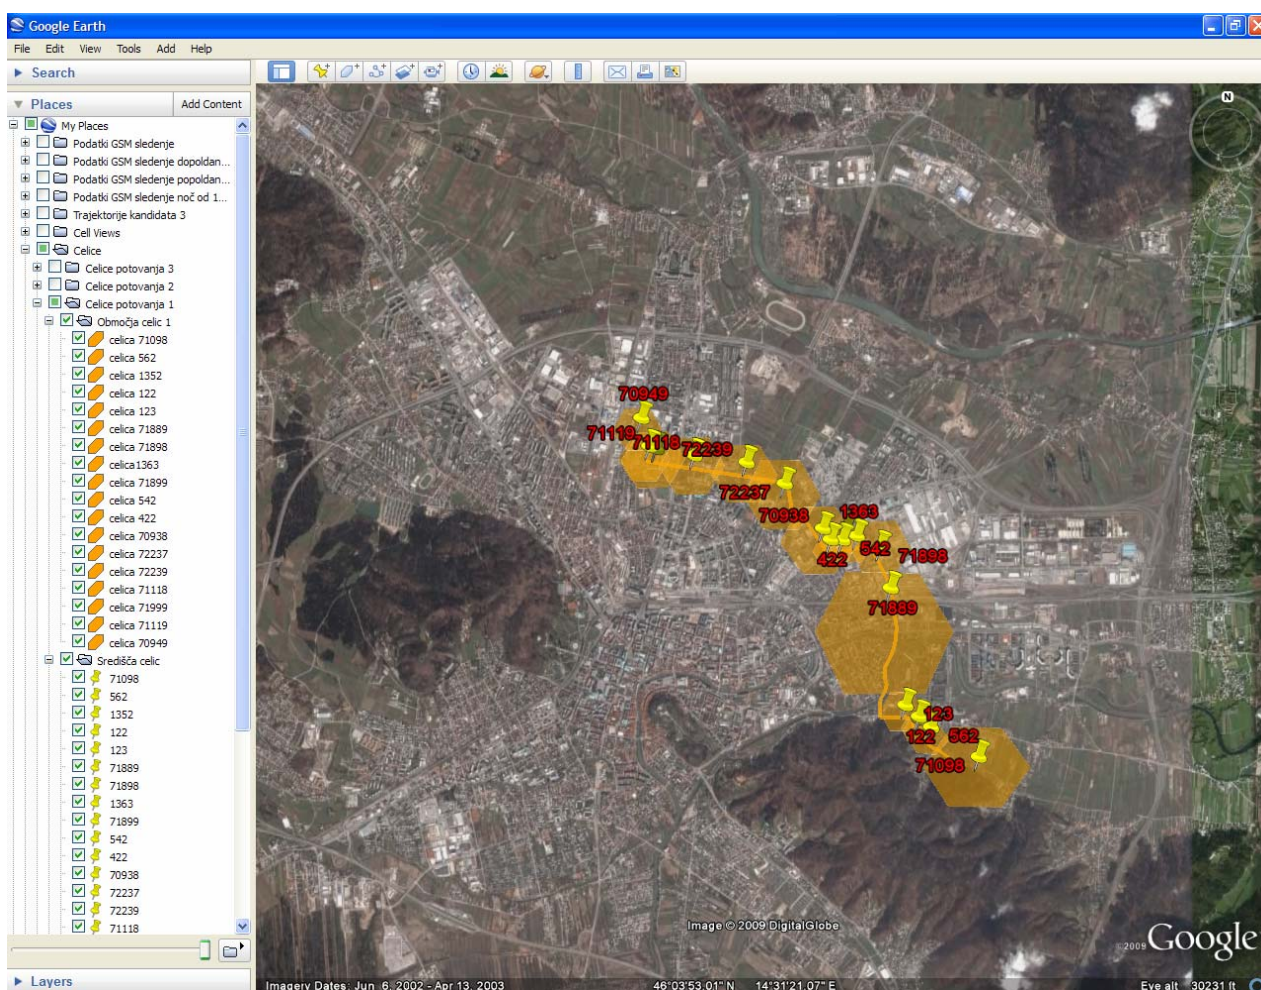 Google Earth
File Edit View Tools Add Help
Search
Places Add Content
My Places
Podatki GSM sledenje
Podatki GSM sledenje dopoldan...
Podatki GSM sledenje popoldan...
Podatki GSM sledenje noč od 1...
Trajektorije kandidata 3
Cell Views
Celice
Celice potovanja 3
Celice potovanja 2
Celice potovanja 1
Območja celic 1
celica 71098
celica 562
celica 1352
celica 122
celica 123
celica 71889
celica 71898
celica1363
celica 71899
celica 542
celica 422
celica 70938
celica 72237
celica 72239
celica 71118
celica 71999
celica 71119
celica 70949
Središča celic
71098
562
1352
122
123
71889
71898
1363
71899
542
422
70938
72237
72239
71118
Layers
N
70949
71119 71118 72239
72237
70938 1363
422 542 71898
71889
123
122 562
71098
Image © 2009 DigitalGlobe
©2009 Google
Imagery Dates: Jun 6, 2002 - Apr 13, 2003 46°03'53.01" N 14°31'21.07" E Eye alt 30231 ft